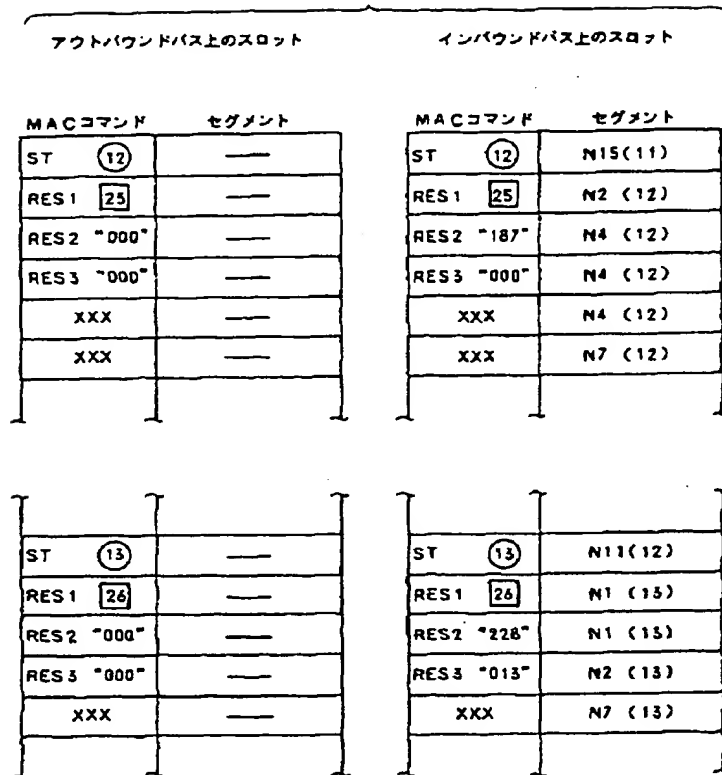 アウトバウンドバス上のスロット
インバウンドバス上のスロット
MACコマンド セグメント
ST 12 ——
RES1 25 ——
RES2 "000" ——
RES3 "000" ——
XXX ——
XXX ——
MACコマンド セグメント
ST 12 N15(11)
RES1 25 N2 (12)
RES2 "187" N4 (12)
RES3 "000" N4 (12)
XXX N4 (12)
XXX N7 (12)
ST 13 ——
RES1 26 ——
RES2 "000" ——
RES3 "000" ——
XXX ——
ST 13 N11(12)
RES1 26 N1 (13)
RES2 "228" N1 (13)
RES3 "013" N2 (13)
XXX N7 (13)